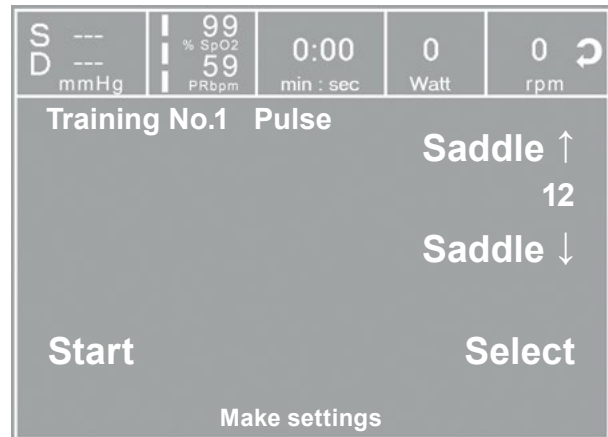 S ---
D ---
mmHg
99
% SpO2
59
PRbpm
0:00
min : sec
0
Watt
0
rpm
Training No.1 Pulse
Saddle ↑
12
Saddle ↓
Start
Select
Make settings